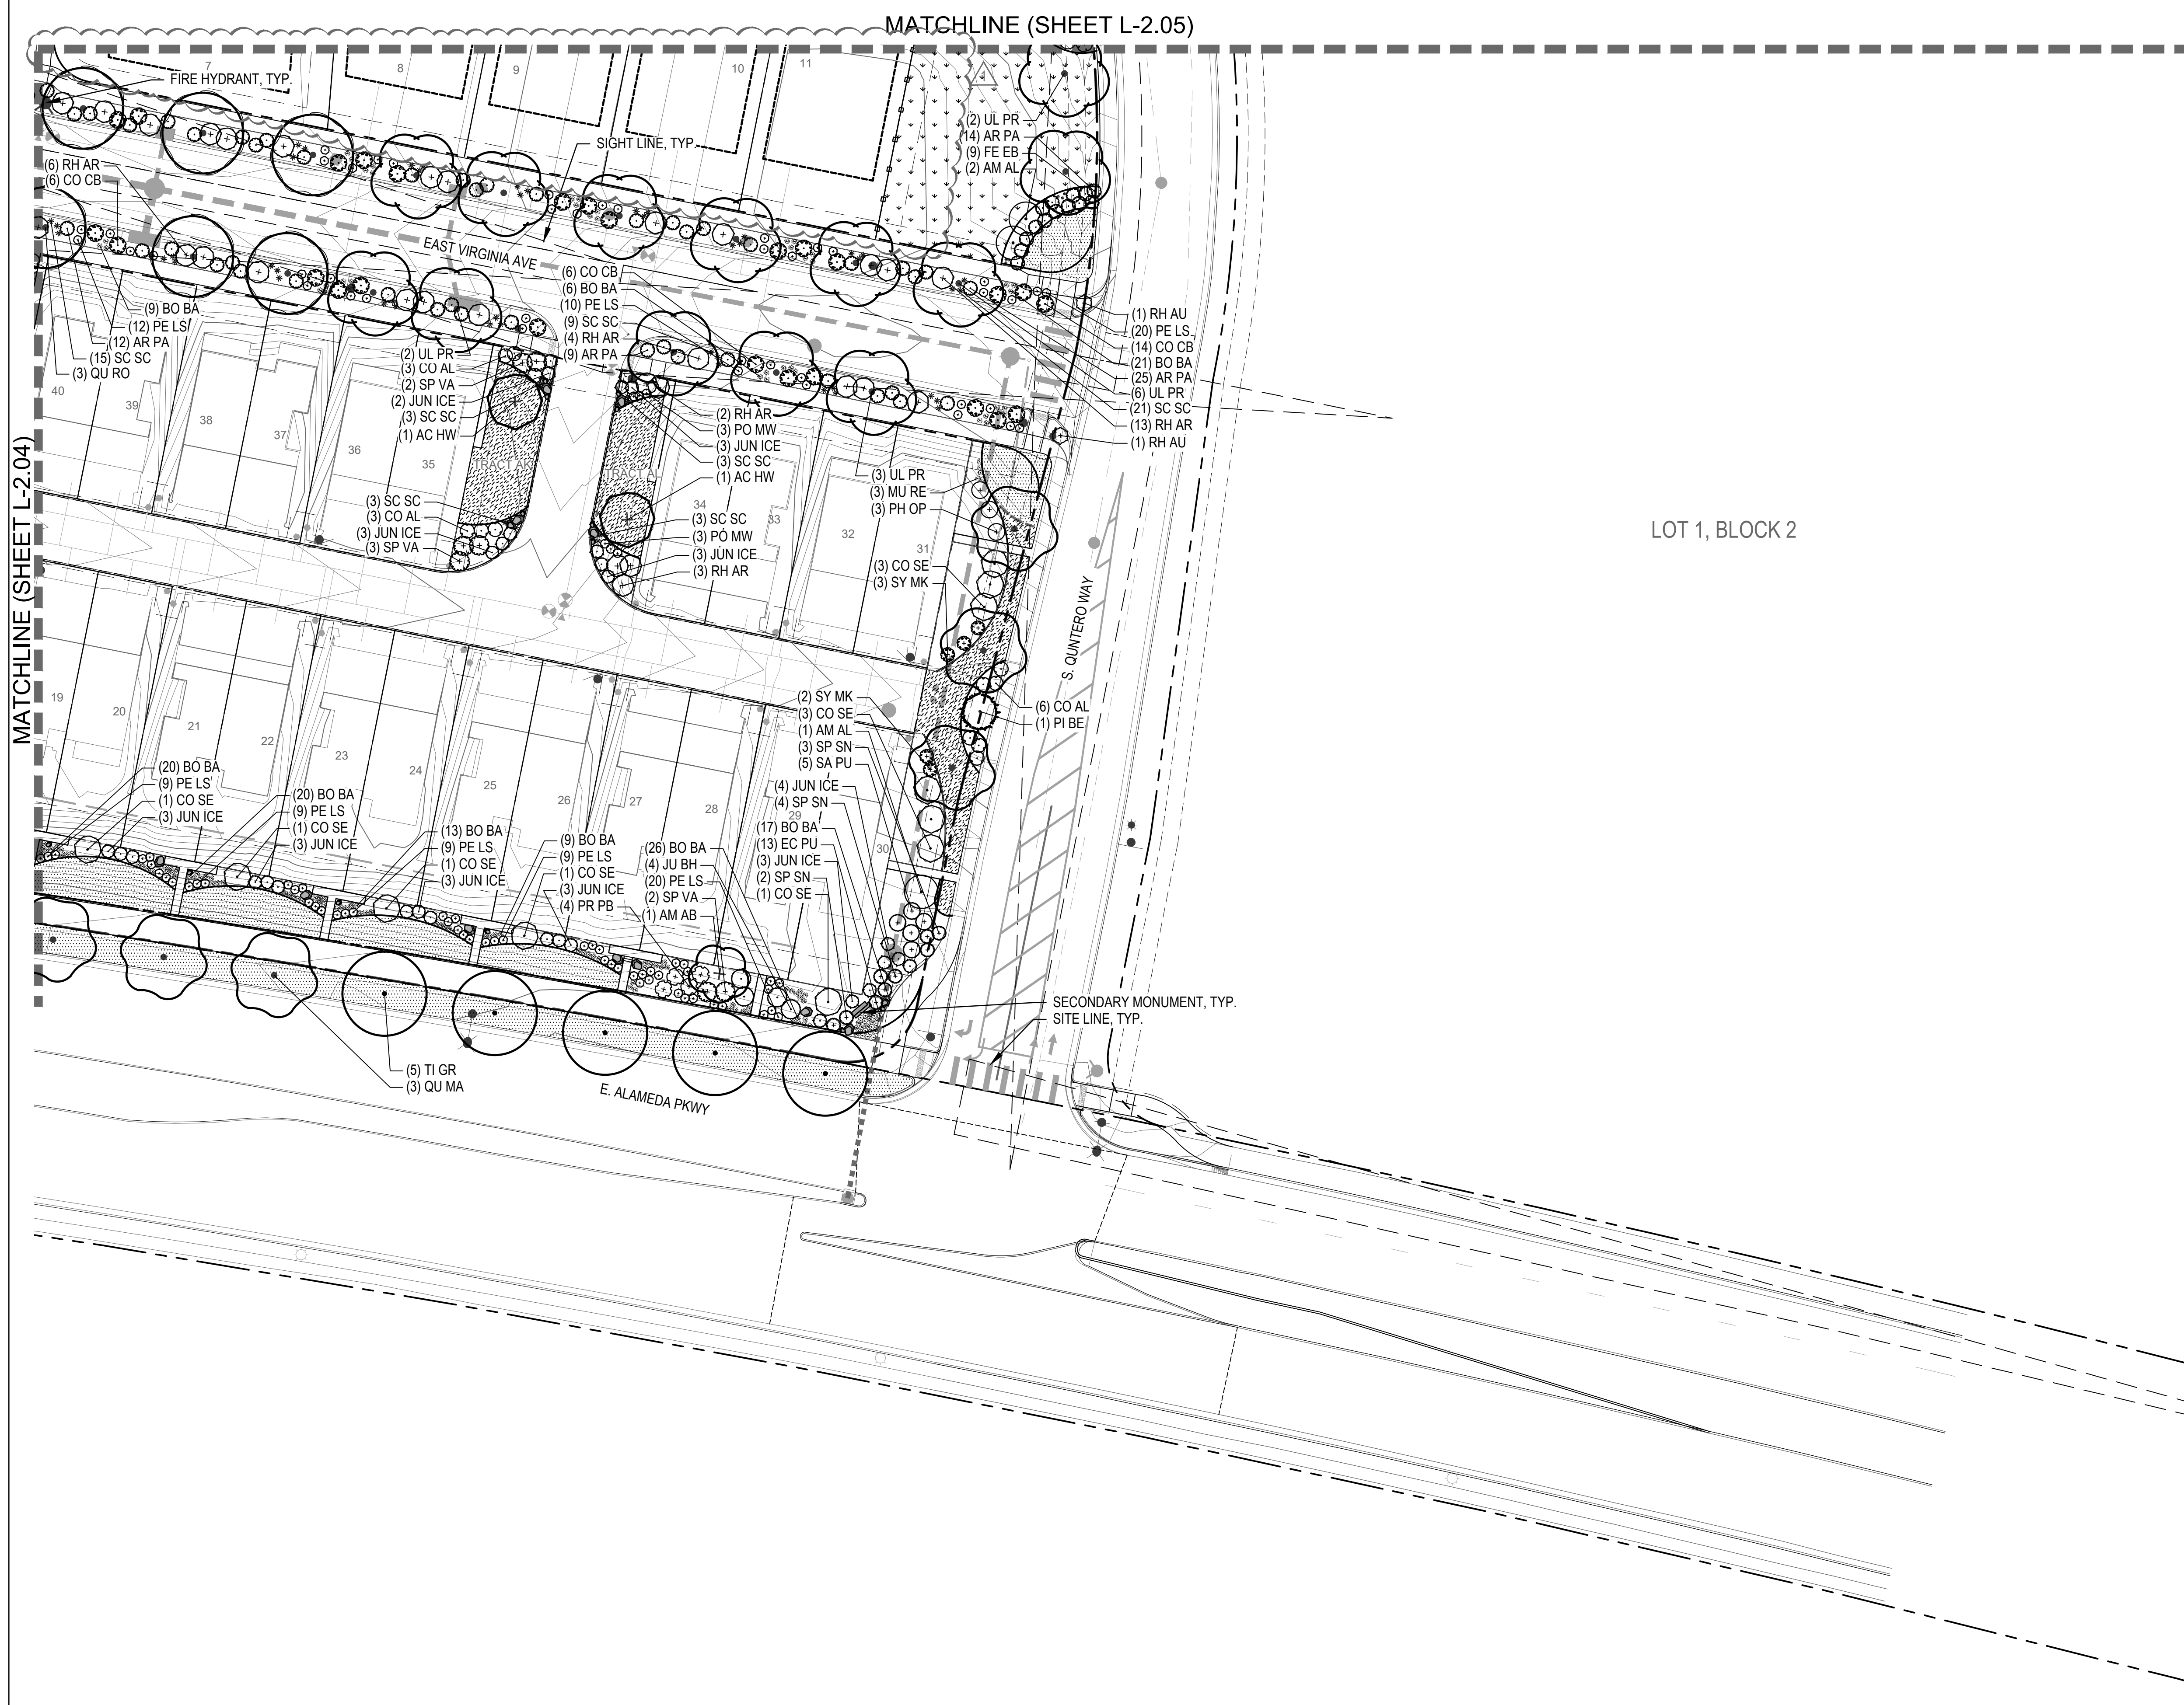 MATCHLINE (SHEET L-2.05)
7
8
9
10
11
1
FIRE HYDRANT, TYP.
SIGHT LINE, TYP.
(2) UL PR
(14) AR PA
(9) FE EB
(2) AM AL
(6) RH AR
(6) CO CB
EAST VIRGINIA AVE
(6) CO CB
(6) BO BA
(10) PE LS
(9) SC SC
(4) RH AR
(9) AR PA
(9) BO BA
(12) PE LS
(12) AR PA
(15) SC SC
(3) QU RO
(1) RH AU
(20) PE LS
(14) CO CB
(21) BO BA
(25) AR PA
(6) UL PR
(21) SC SC
(13) RH AR
(1) RH AU
(2) UL PR
(3) CO AL
(2) SP VA
(2) JUN ICE
(3) SC SC
(1) AC HW
(2) RH AR
(3) PO MW
(3) JUN ICE
(3) SC SC
(1) AC HW
40
39
38
37
36
35
TRACT AK
TRACT AL
34
33
32
31
(3) UL PR
(3) MU RE
(3) PH OP
(3) SC SC
(3) CO AL
(3) JUN ICE
(3) SP VA
(3) SC SC
(3) PO MW
(3) JUN ICE
(3) RH AR
(3) CO SE
(3) SY MK
LOT 1, BLOCK 2
MATCHLINE (SHEET L-2.04)
S. QUNTERO WAY
(6) CO AL
(1) PI BE
(2) SY MK
(3) CO SE
(1) AM AL
(3) SP SN
(5) SA PU
19
20
21
22
23
24
25
26
27
28
29
30
(4) JUN ICE
(4) SP SN
(17) BO BA
(13) EC PU
(3) JUN ICE
(2) SP SN
(1) CO SE
(20) BO BA
(9) PE LS
(1) CO SE
(3) JUN ICE
(20) BO BA
(9) PE LS
(1) CO SE
(3) JUN ICE
(13) BO BA
(9) PE LS
(1) CO SE
(3) JUN ICE
(9) BO BA
(9) PE LS
(1) CO SE
(3) JUN ICE
(4) PR PB
(26) BO BA
(4) JU BH
(20) PE LS
(2) SP VA
(1) AM AB
SECONDARY MONUMENT, TYP.
SITE LINE, TYP.
(5) TI GR
(3) QU MA
E. ALAMEDA PKWY